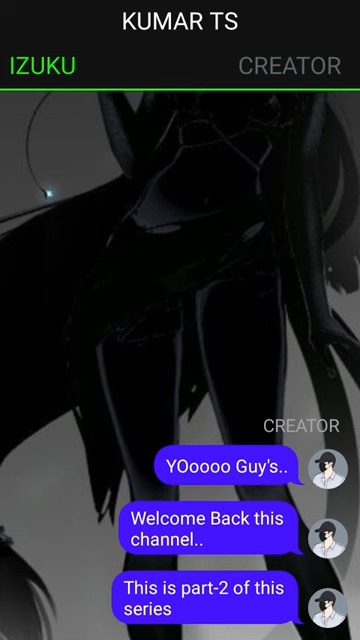 KUMAR TS
IZUKU
CREATOR
CREATOR
YOoooo Guy's..
Welcome Back this
channel..
This is part-2 of this
series